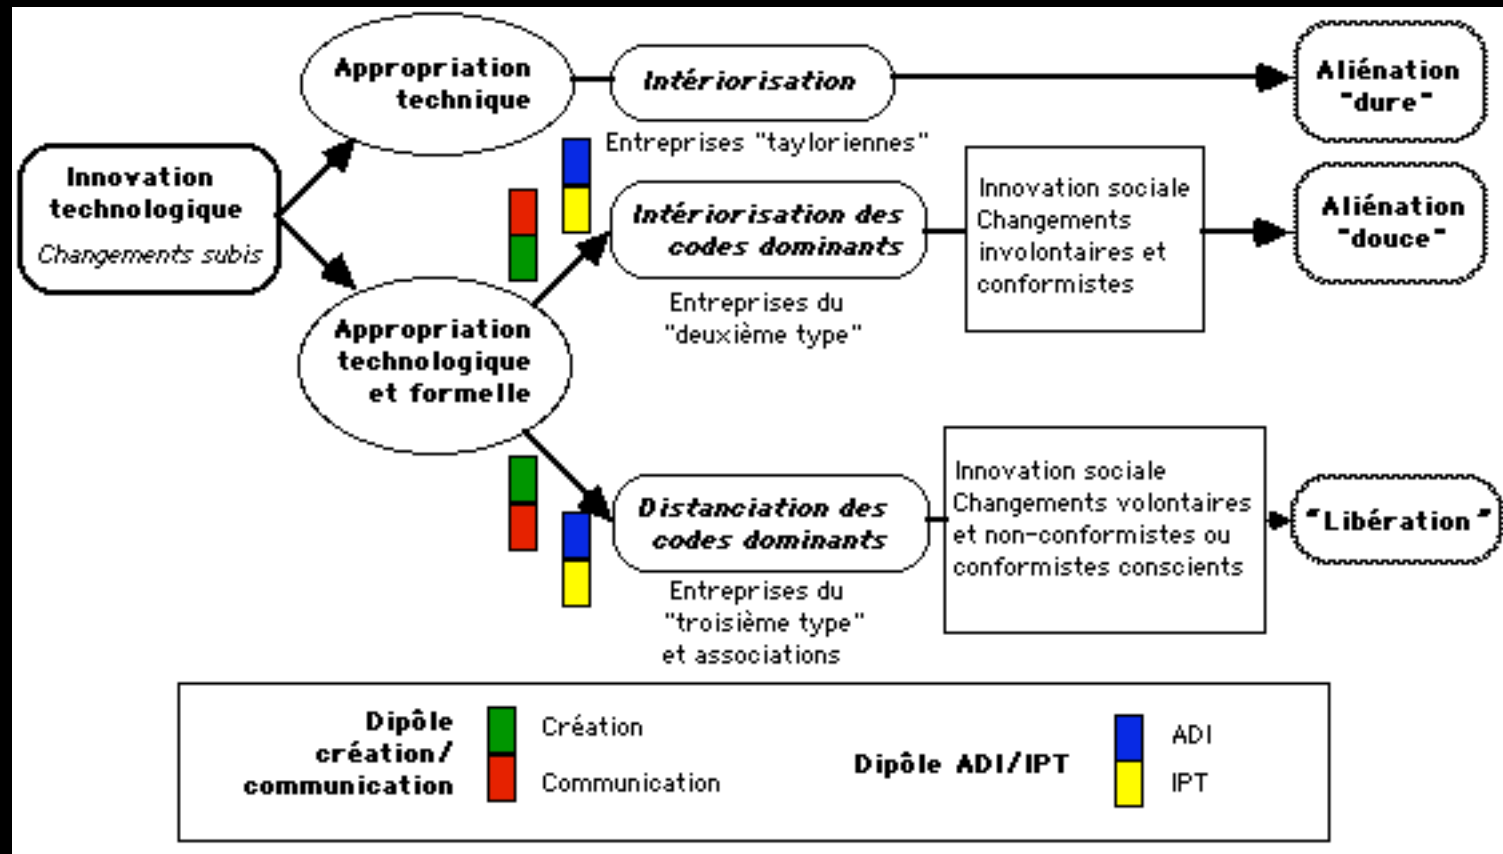 Appropriation
technique
Intériorisation
Entreprises "tayloriennes"
Aliénation
"dure"
Innovation
technologique
Changements subis
Intériorisation des
codes dominants
Entreprises du
"deuxième type"
Innovation sociale
Changements
involontaires et
conformistes
Aliénation
"douce"
Appropriation
technologique
et formelle
Distanciation des
codes dominants
Entreprises du
"troisième type"
et associations
Innovation sociale
Changements volontaires
et non-conformistes ou
conformistes conscients
"Libération"
Dipôle
création/
communication
Création
Communication
Dipôle ADI/IPT
ADI
IPT